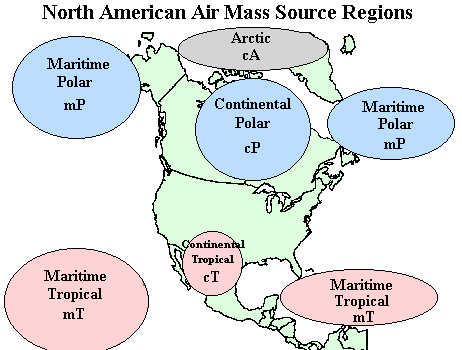 North American Air Mass Source Regions
Arctic
cA
Maritime
Polar
mP
Continental
Polar
cP
Maritime
Polar
mP
Continental
Tropical
cT
Maritime
Tropical
mT
Maritime
Tropical
mT